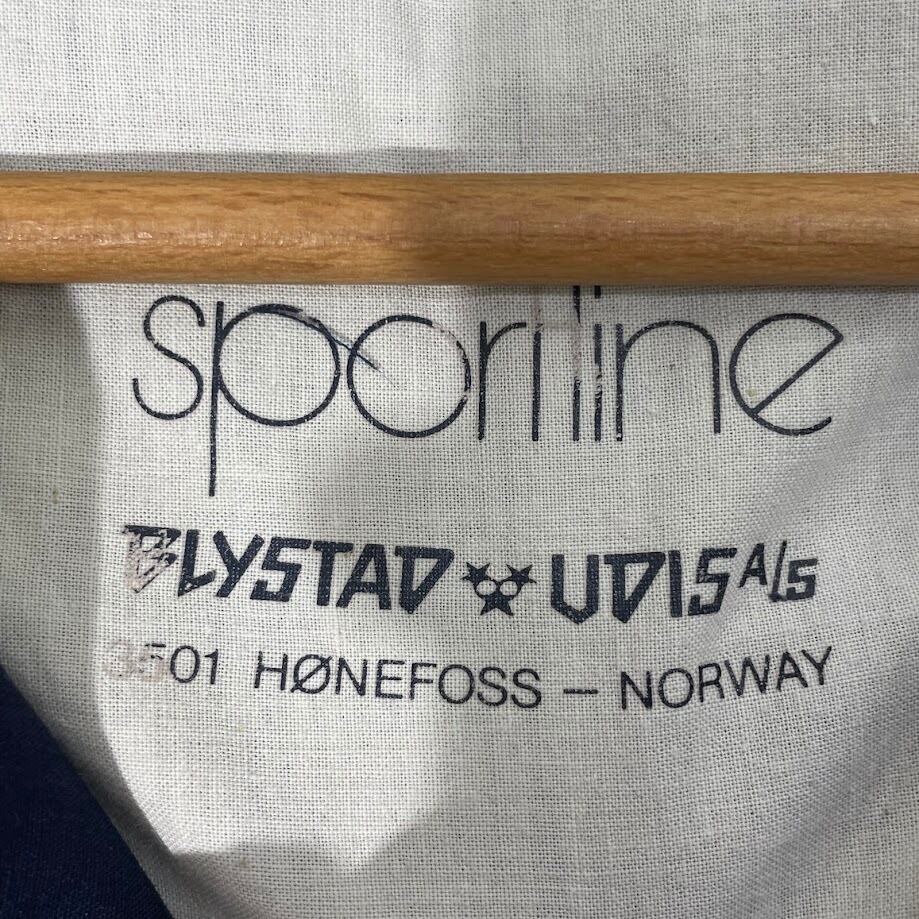 sportline
BLYSTAD UDIS A/S
3501 HØNEFOSS — NORWAY